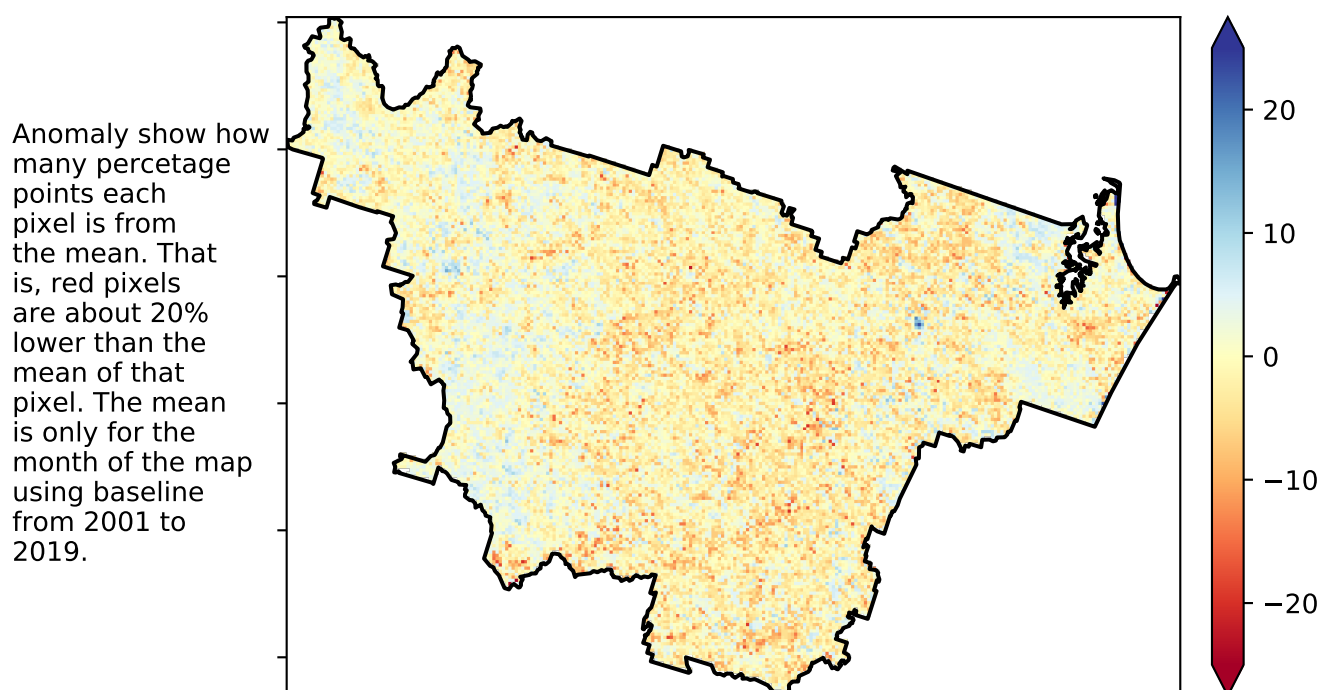 Anomaly show how
many percetage
points each
pixel is from
the mean. That
is, red pixels
are about 20%
lower than the
mean of that
pixel. The mean
is only for the
month of the map
using baseline
from 2001 to
2019.
20
10
0
−10
−20